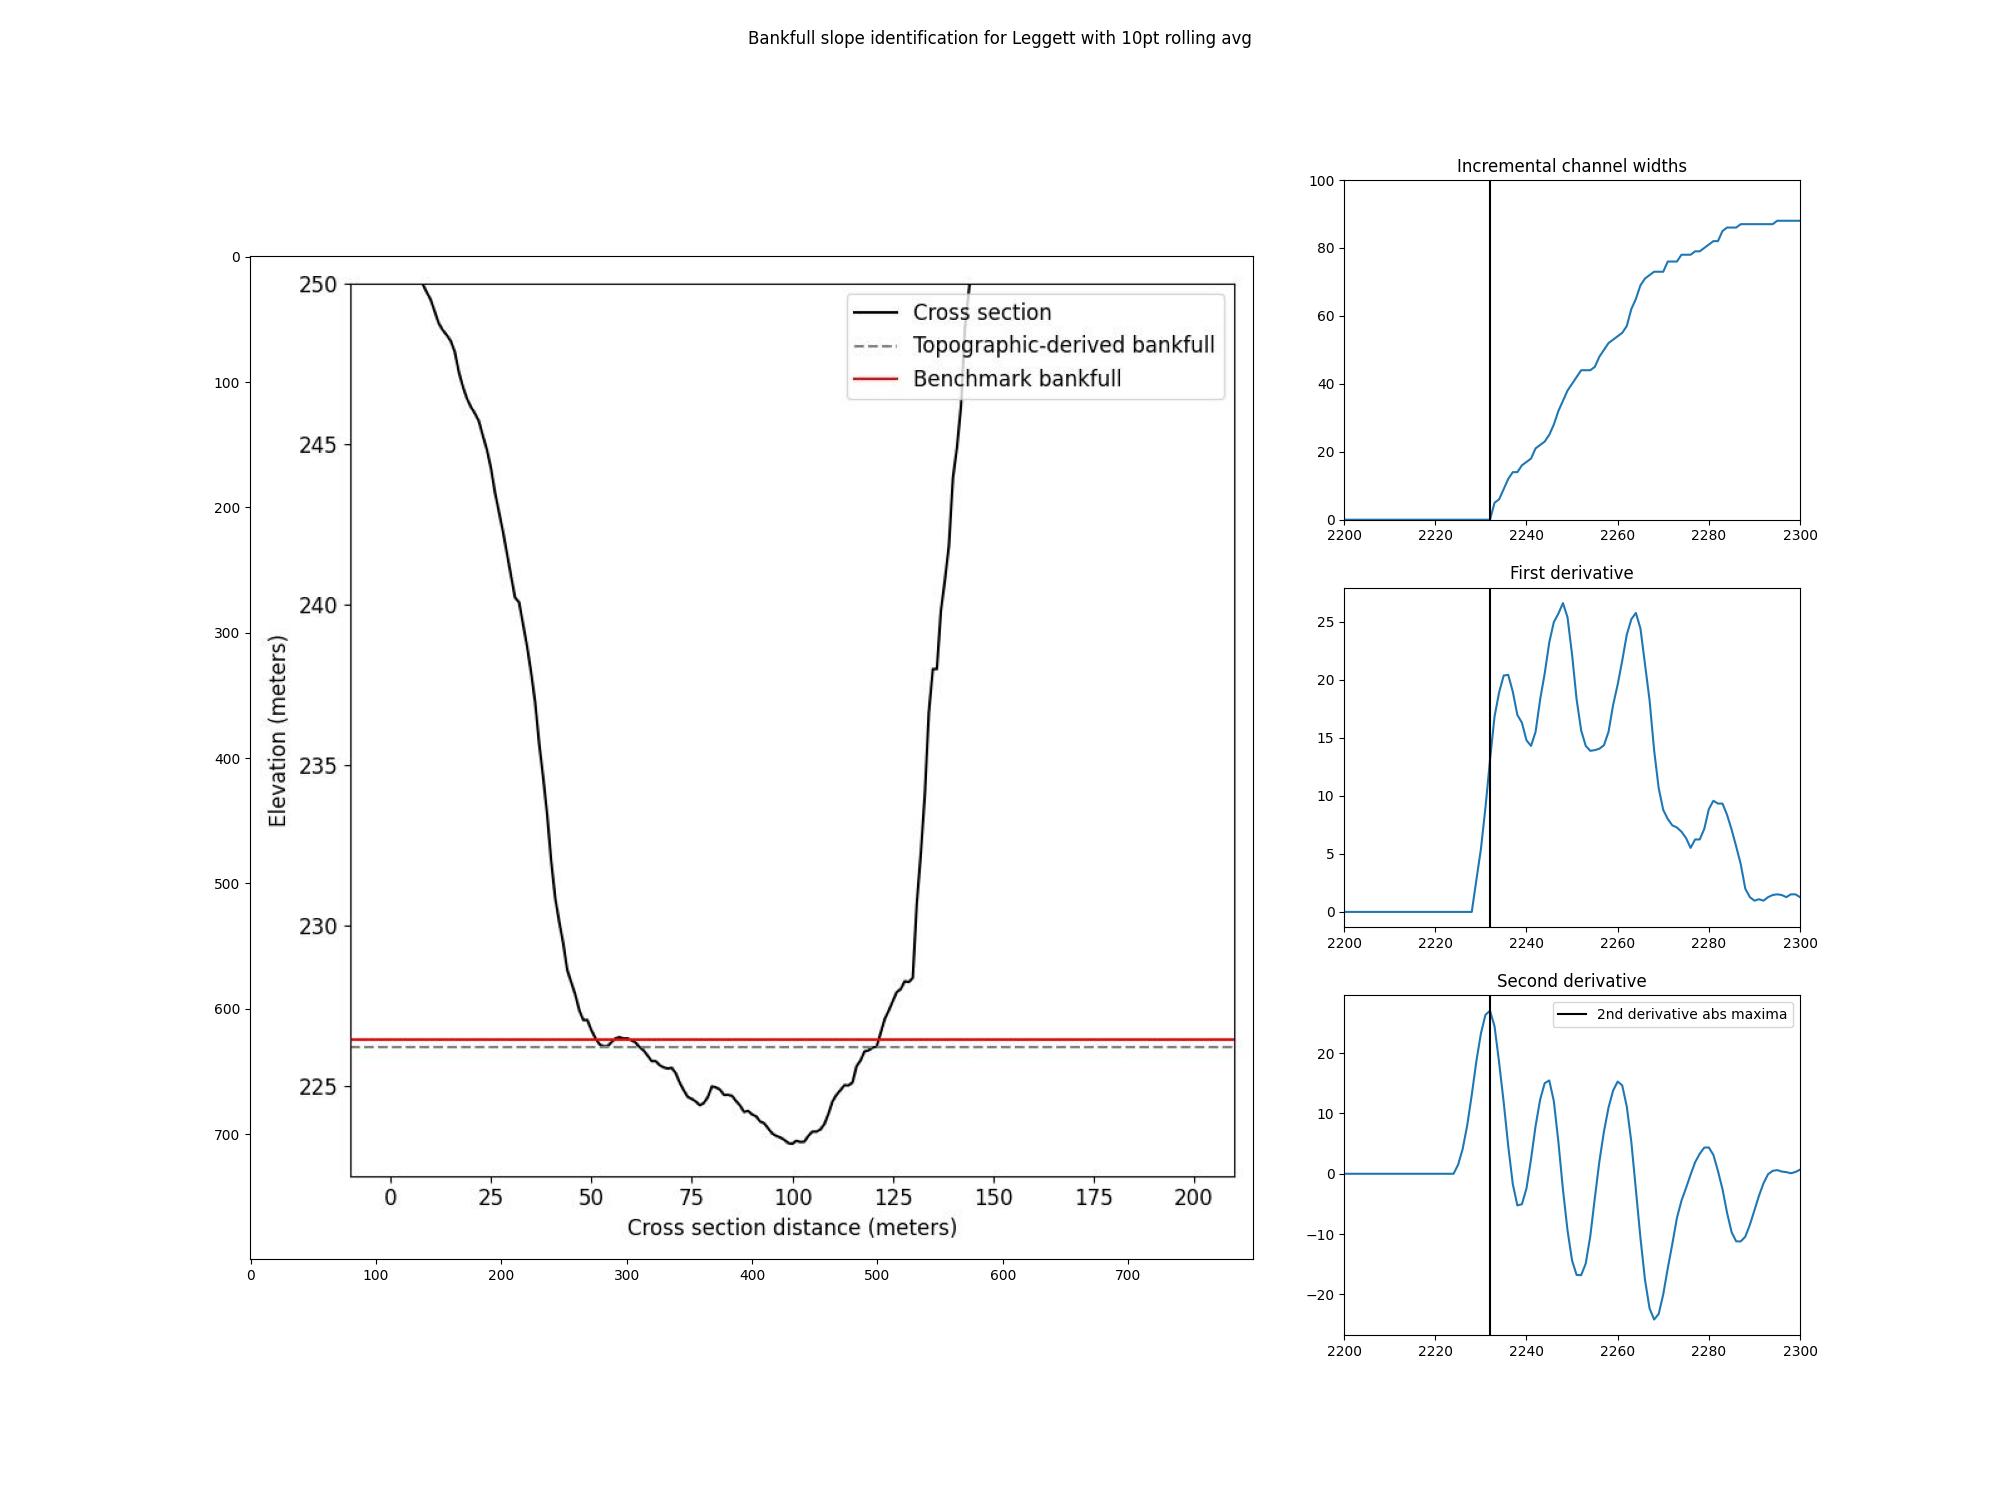 Bankfull slope identification for Leggett with 10pt rolling avg
0
100
200
300
400
500
600
700
250
245
240
235
230
225
Elevation (meters)
Cross section
Topographic-derived bankfull
Benchmark bankfull
0 25 50 75 100 125 150 175 200
Cross section distance (meters)
0 100 200 300 400 500 600 700
Incremental channel widths
100
80
60
40
20
0
2200 2220 2240 2260 2280 2300
First derivative
25
20
15
10
5
0
2200 2220 2240 2260 2280 2300
Second derivative
2nd derivative abs maxima
20
10
0
−10
−20
2200 2220 2240 2260 2280 2300